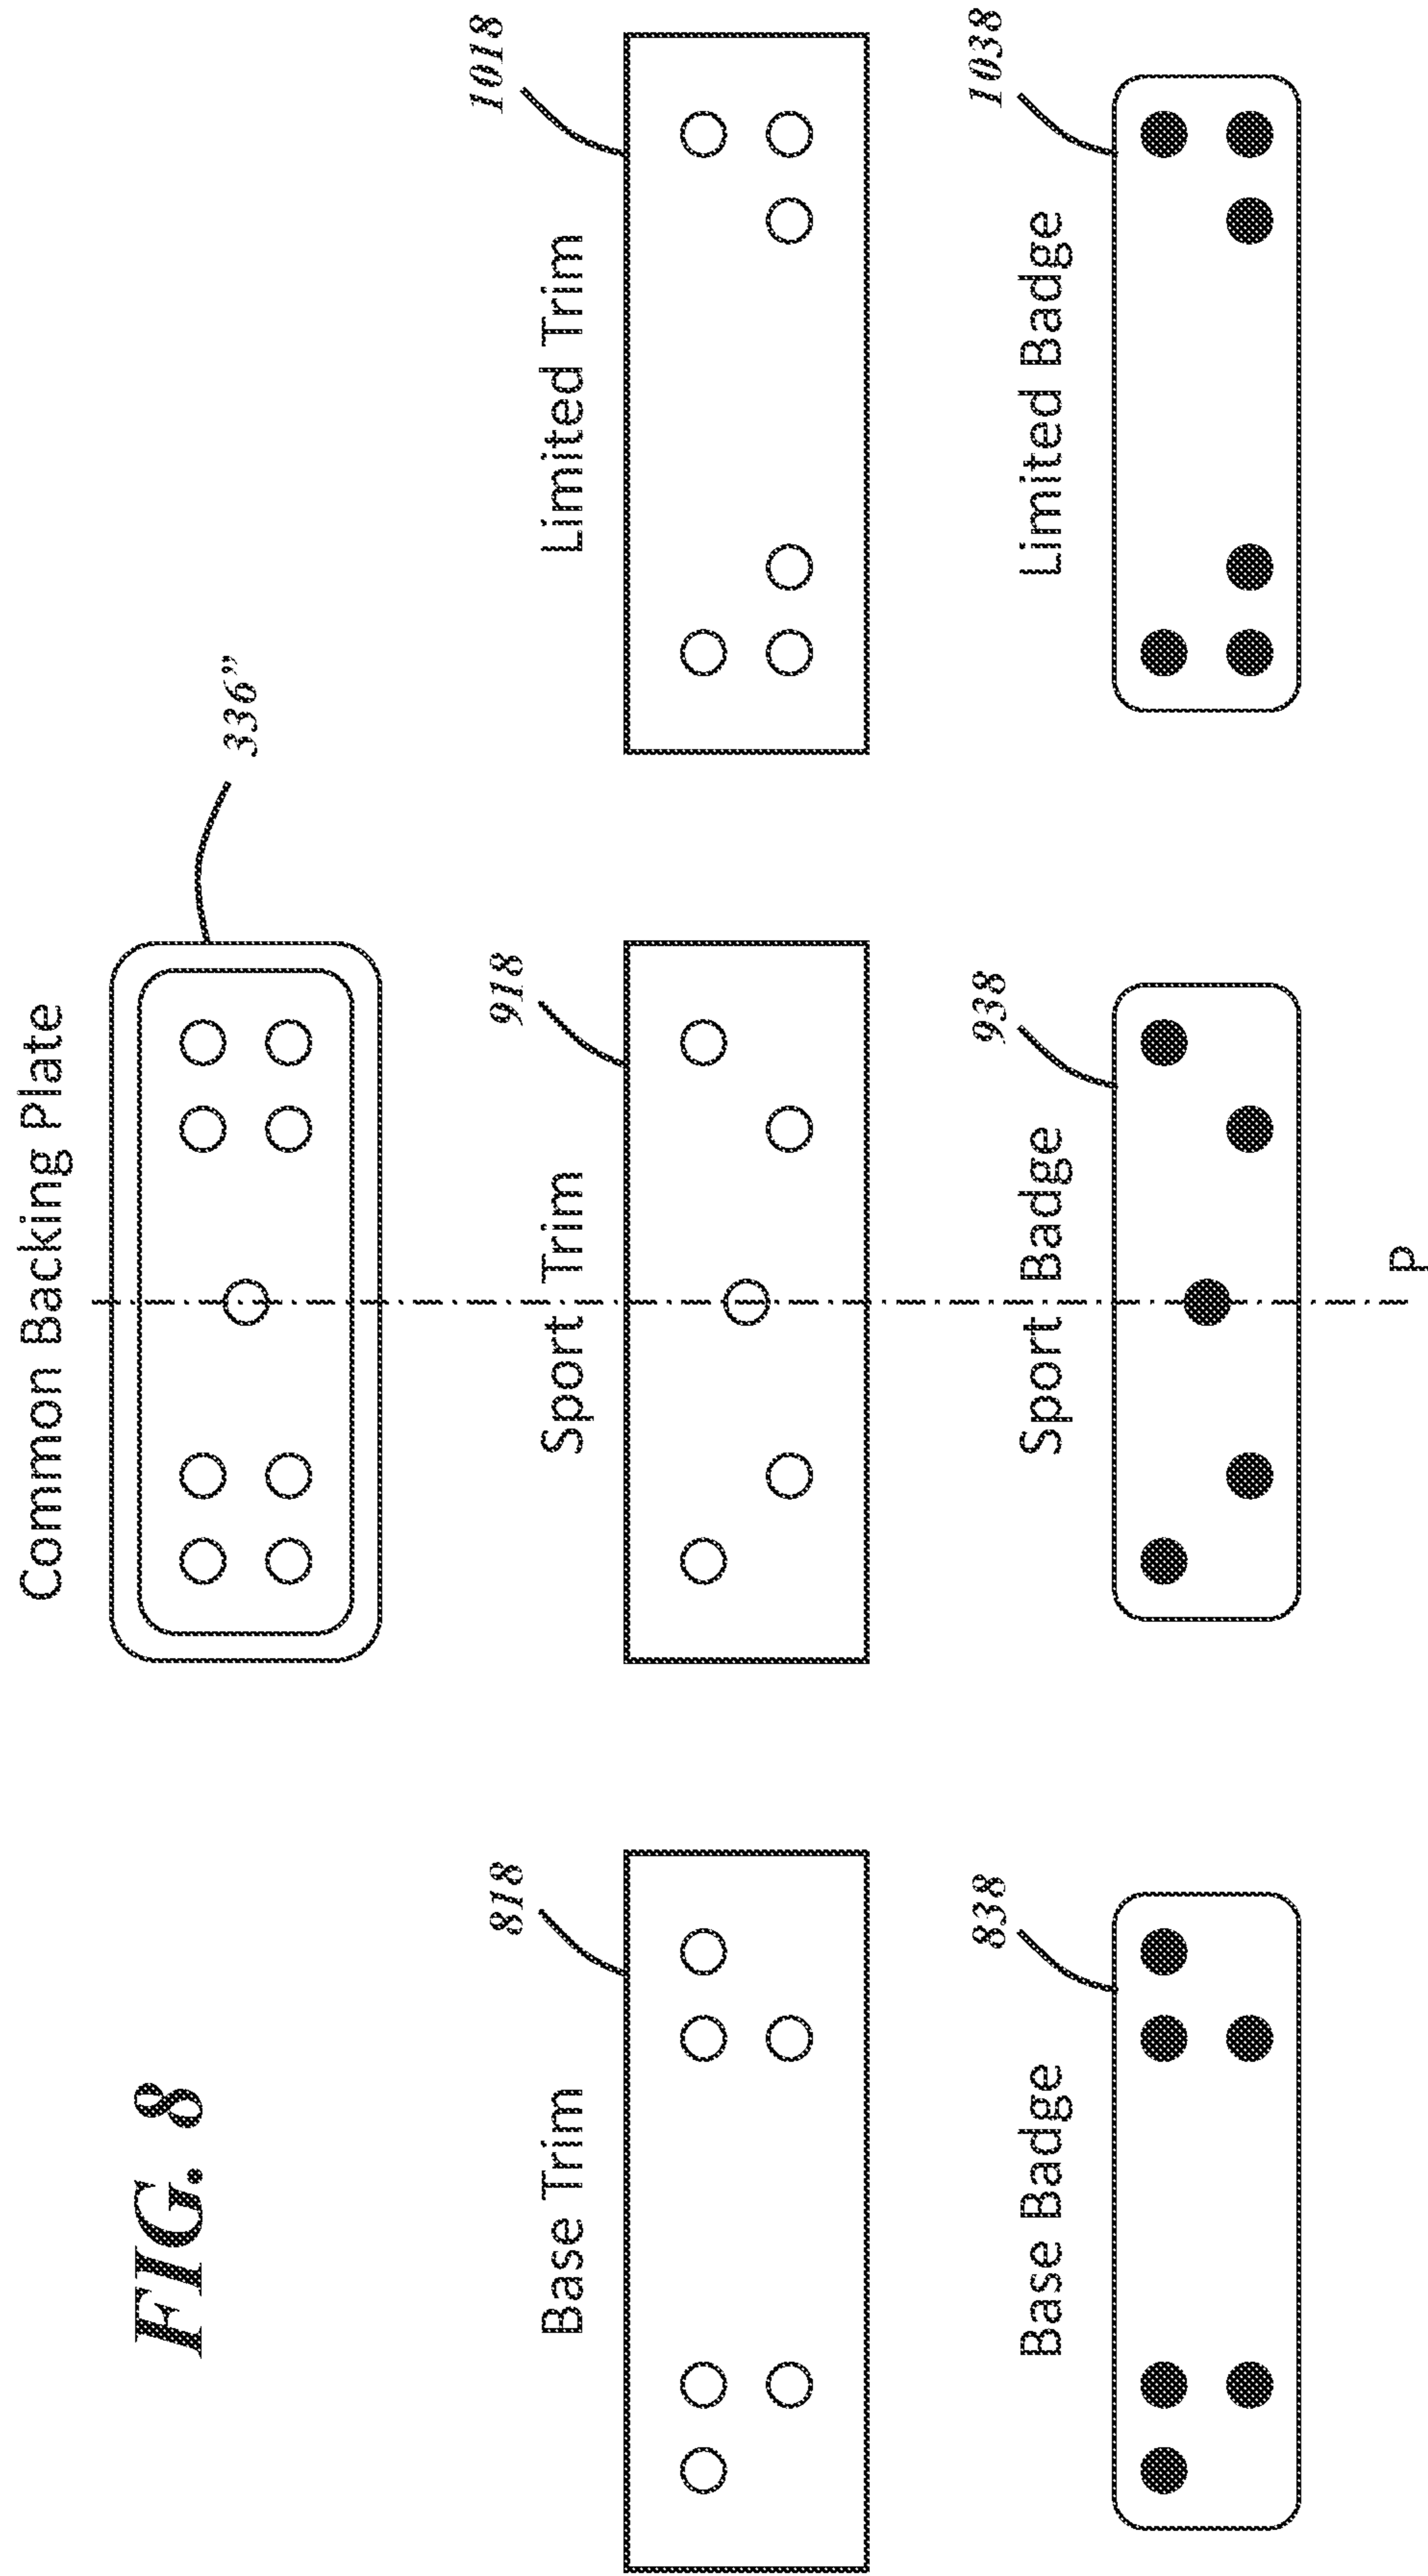 FIG. 8
Common Backing Plate
336”
Base Trim
818
Sport Trim
918
Limited Trim
1018
Base Badge
838
Sport Badge
938
Limited Badge
1038
P